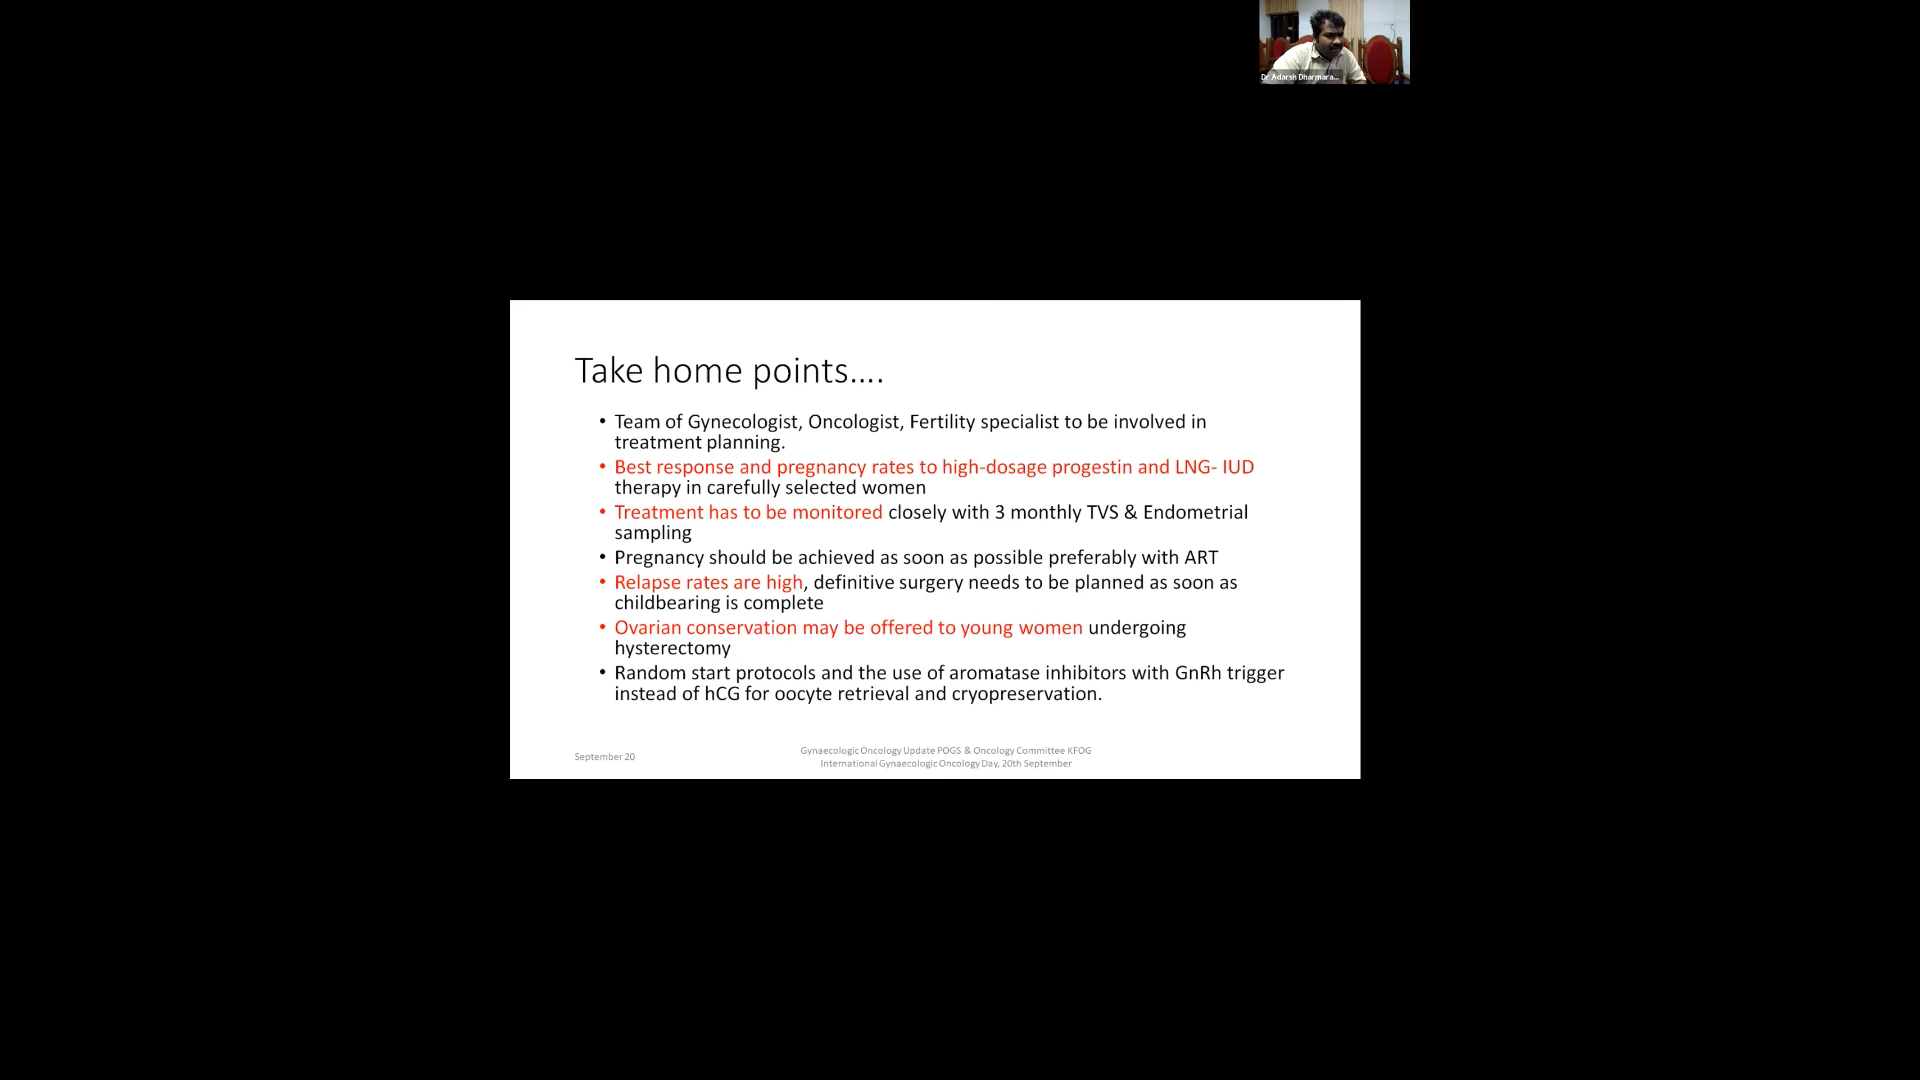 Dr Adarsh Dharmara...
Take home points....
• Team of Gynecologist, Oncologist, Fertility specialist to be involved in
treatment planning.
• Best response and pregnancy rates to high-dosage progestin and LNG- IUD
therapy in carefully selected women
• Treatment has to be monitored closely with 3 monthly TVS & Endometrial
sampling
• Pregnancy should be achieved as soon as possible preferably with ART
• Relapse rates are high, definitive surgery needs to be planned as soon as
childbearing is complete
• Ovarian conservation may be offered to young women undergoing
hysterectomy
• Random start protocols and the use of aromatase inhibitors with GnRh trigger
instead of hCG for oocyte retrieval and cryopreservation.
September 20
Gynaecologic Oncology Update POGS & Oncology Committee KFOG
International Gynaecologic Oncology Day, 20th September